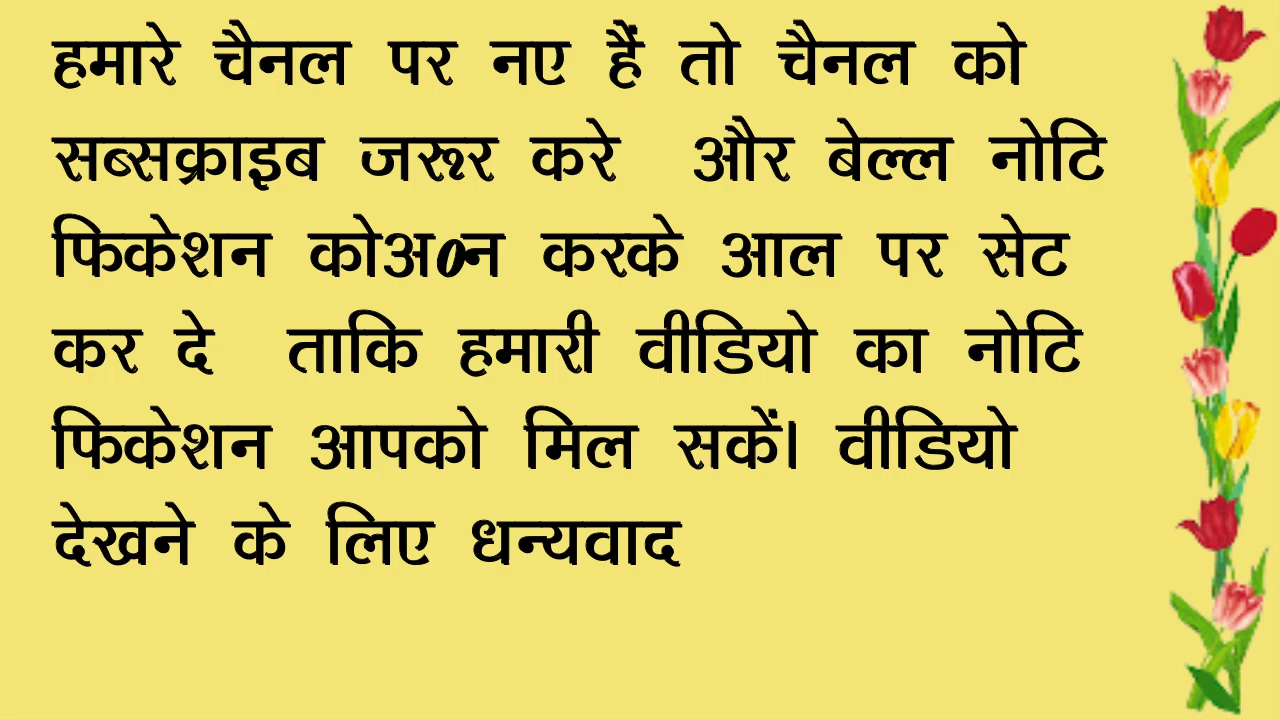 हमारे चैनल पर नए हैं तो चैनल को
सब्सक्राइब जरूर करे और बेल्ल नोटि
फिकेशन कोअ0न करके आल पर सेट
कर दे ताकि हमारी वीडियो का नोटि
फिकेशन आपको मिल सकें। वीडियो
देखने के लिए धन्यवाद